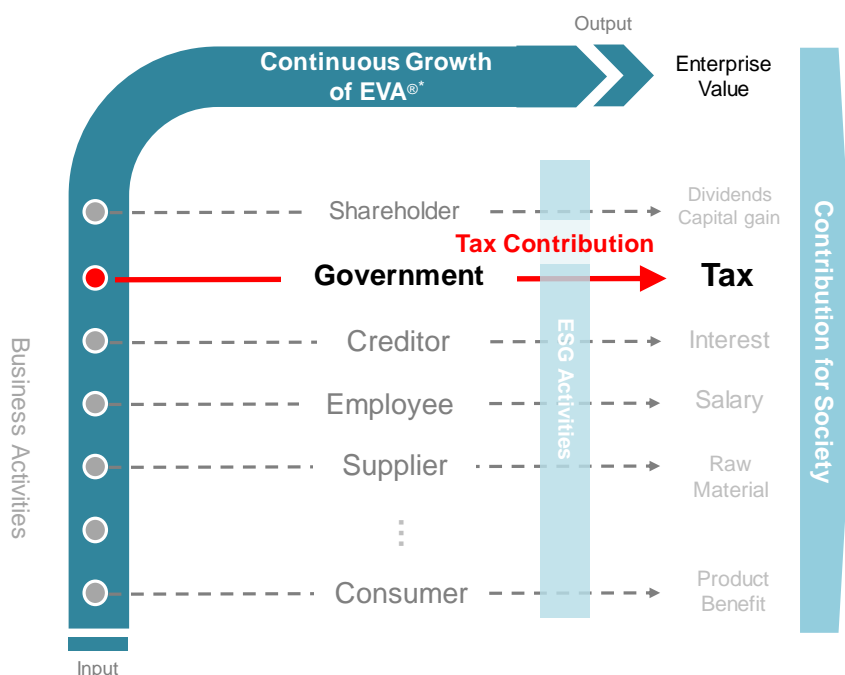 Output
Continuous Growth
of EVA®*
Enterprise
Value
Shareholder
Dividends
Capital gain
Tax Contribution
Government
Tax
Creditor
Interest
Employee
Salary
Supplier
Raw
Material
⋮
Consumer
Product
Benefit
Business Activities
ESG Activities
Contribution for Society
Input